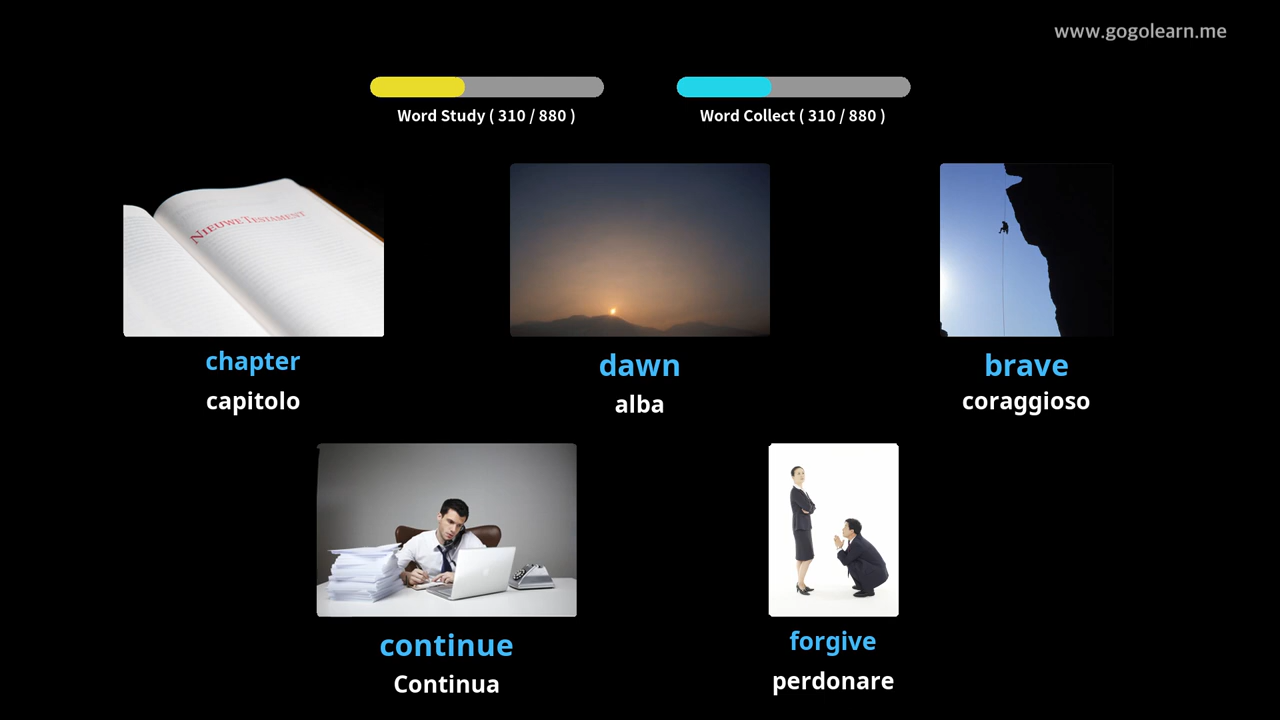 www.gogolearn.me
Word Study ( 310 / 880 )
Word Collect ( 310 / 880 )
NIEUWE TESTAMENT
chapter
capitolo
dawn
alba
brave
coraggioso
continue
Continua
forgive
perdonare